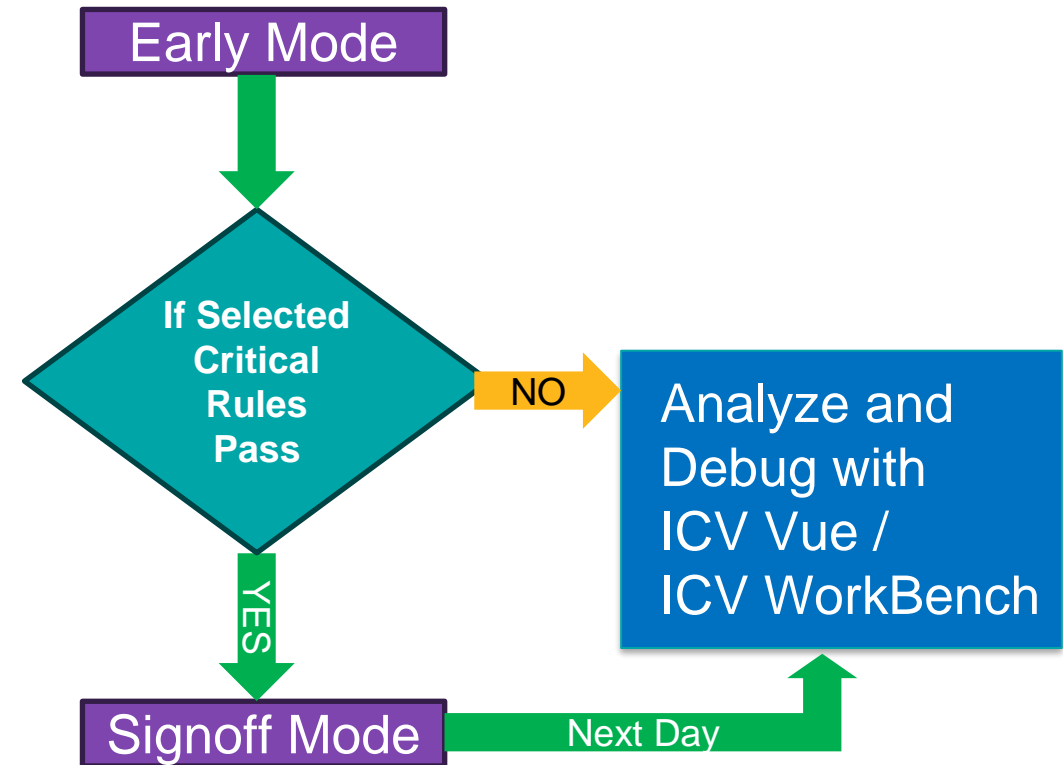 Early Mode
If Selected
Critical
Rules
Pass
NO
Analyze and
Debug with
ICV Vue /
ICV WorkBench
YES
Signoff Mode
Next Day